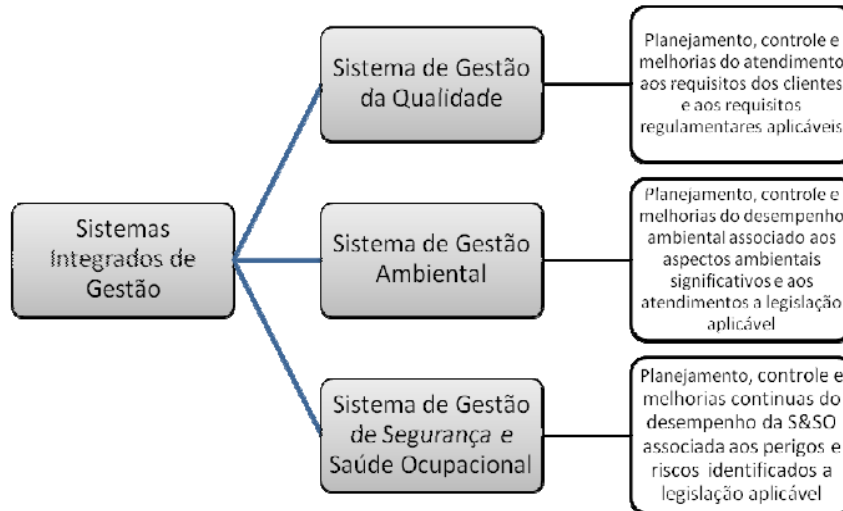 Sistemas
Integrados de
Gestão
Sistema de Gestão
da Qualidade
Planejamento, controle e
melhorias do atendimento
aos requisitos dos clientes
e aos requisitos
regulamentares aplicáveis
Sistema de Gestão
Ambiental
Planejamento, controle e
melhorias do desempenho
ambiental associado aos
aspectos ambientais
significativos e aos
atendimentos a legislação
aplicável
Sistema de Gestão
de Segurança e
Saúde Ocupacional
Planejamento, controle e
melhorias continuas do
desempenho da S&SO
associada aos perigos e
riscos identificados a
legislação aplicável